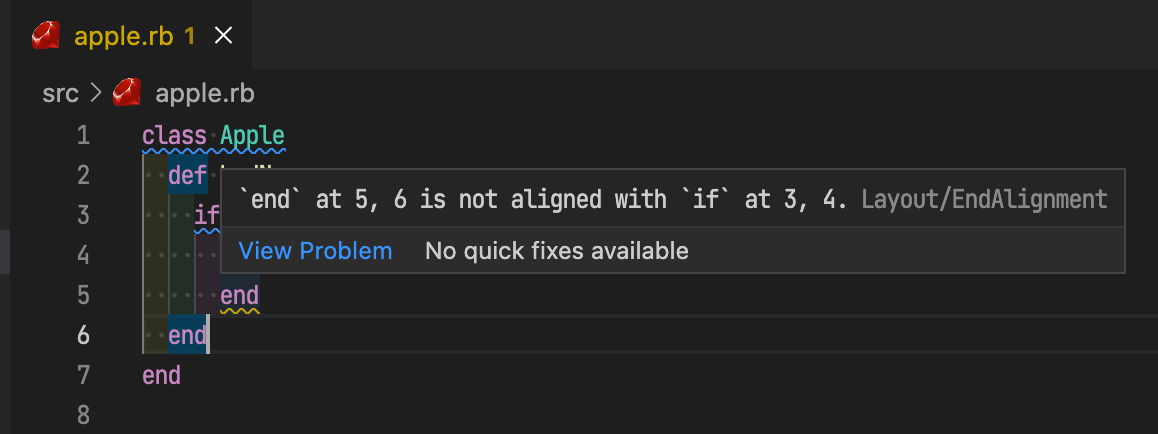 apple.rb 1
src > apple.rb
1 class Apple
2 def
`end` at 5, 6 is not aligned with `if` at 3, 4. Layout/EndAlignment
3 if
View Problem No quick fixes available
4
5 end
6 end
7 end
8